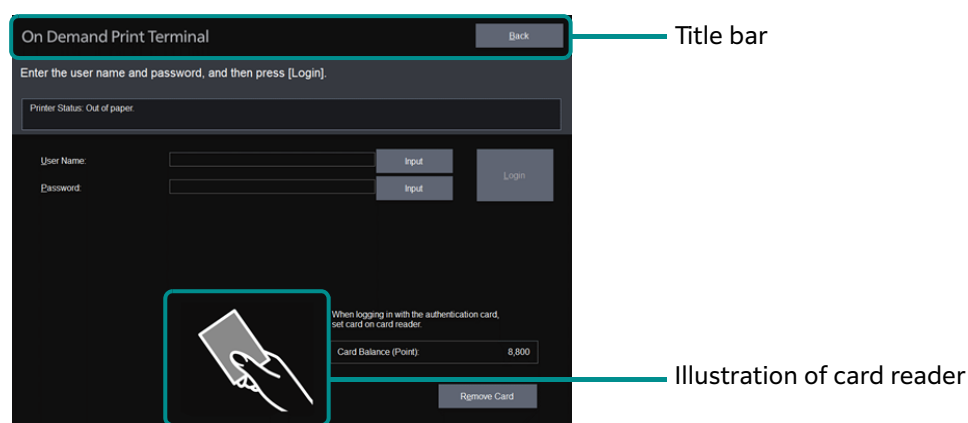 On Demand Print Terminal
Back
Title bar
Enter the user name and password, and then press [Login].
Printer Status: Out of paper.
User Name:
Input
Login
Password:
Input
When logging in with the authentication card,
set card on card reader.
Card Balance (Point):
8,800
Illustration of card reader
Remove Card